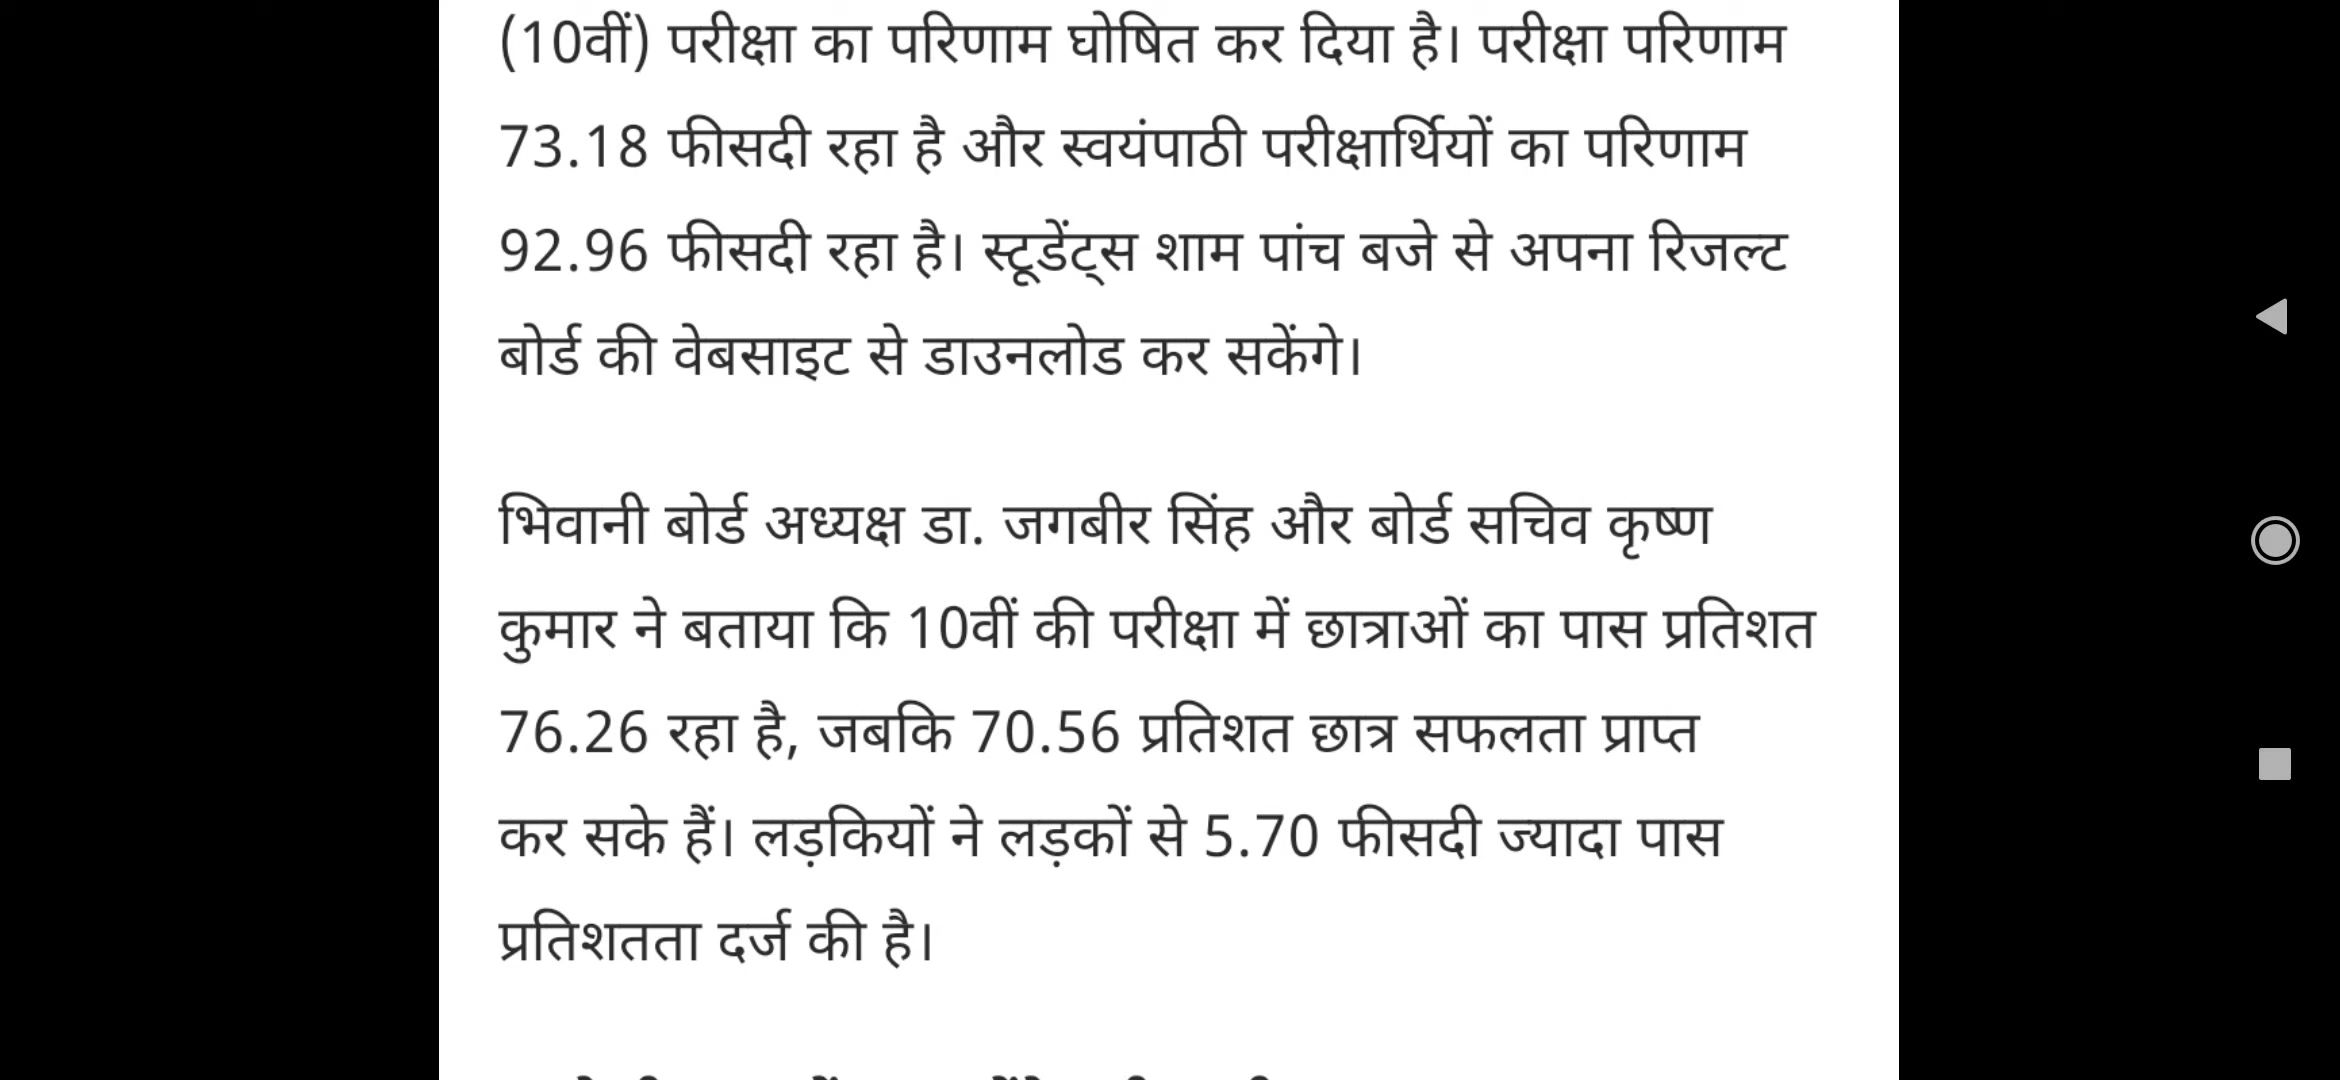 (10वीं) परीक्षा का परिणाम घोषित कर दिया है। परीक्षा परिणाम
73.18 फीसदी रहा है और स्वयंपाठी परीक्षार्थियों का परिणाम
92.96 फीसदी रहा है। स्टूडेंट्स शाम पांच बजे से अपना रिजल्ट
बोर्ड की वेबसाइट से डाउनलोड कर सकेंगे।
भिवानी बोर्ड अध्यक्ष डा. जगबीर सिंह और बोर्ड सचिव कृष्ण
कुमार ने बताया कि 10वीं की परीक्षा में छात्राओं का पास प्रतिशत
76.26 रहा है, जबकि 70.56 प्रतिशत छात्र सफलता प्राप्त
कर सके हैं। लड़कियों ने लड़कों से 5.70 फीसदी ज्यादा पास
प्रतिशतता दर्ज की है।